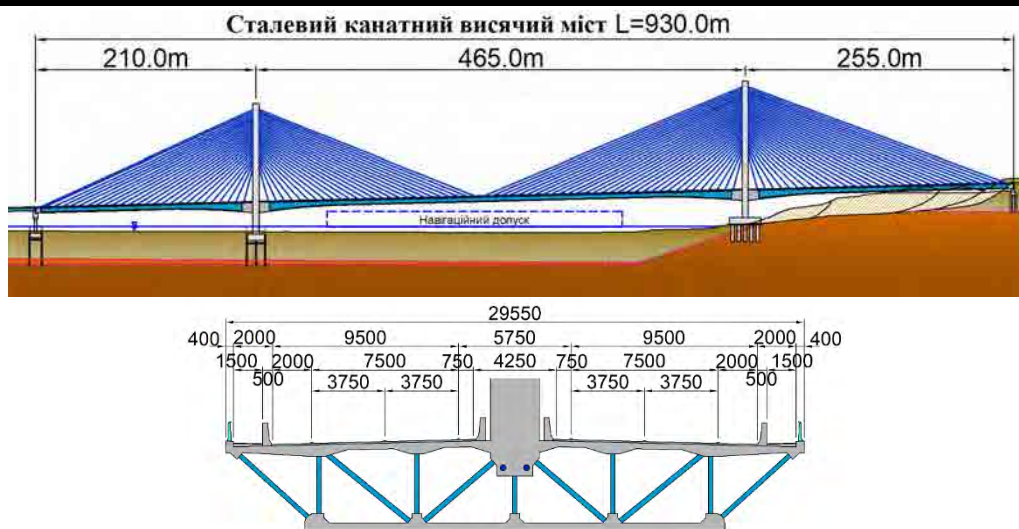 Сталевий канатний висячий міст L=930.0m
210.0m 465.0m 255.0m
Навігаційний допуск
29550
400 2000 9500 5750 9500 2000 400
1500 2000 7500 750 4250 750 7500 2000 1500
500 3750 3750 3750 3750 500